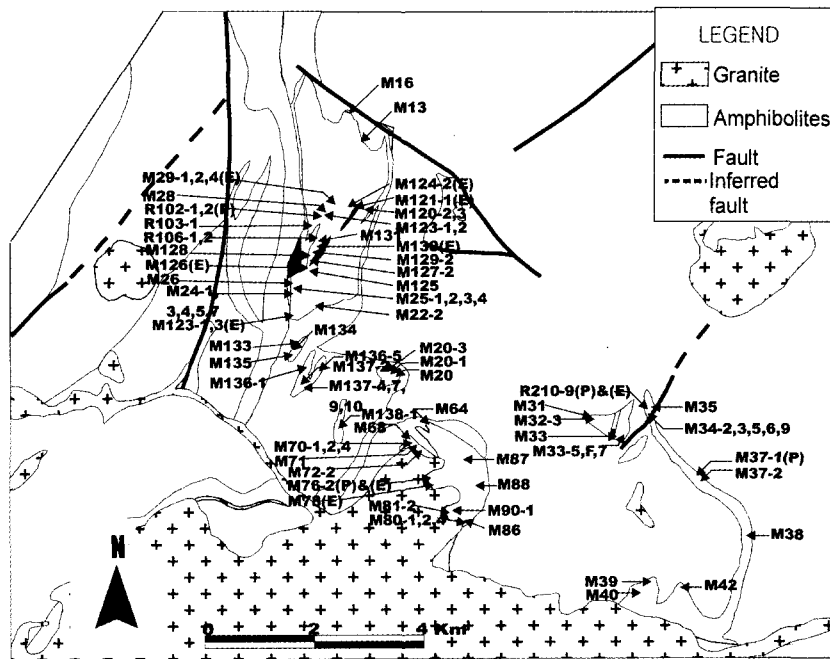 LEGEND
Granite
Amphibolites
Fault
Inferred
fault
M16
M13
M29-1,2,4(E)
M28
R102-1,2(P)
R103-1
R106-1,2
M128
M126(E)
M26
M24-1,
3,4,5,7
M123-1,3(E)
M124-2(E)
M121-1(E)
M120-2,3
M123-1,2
M131
M130(E)
M129-2
M127-2
M125
M25-1,2,3,4
M22-2
M133
M134
M135
M136-1
M136-5
M137-2
M137-4,7,
9,10
M20-3
M20-1
M20
M138-1
M64
M68
M70-1,2,4
M71
M72-2
M76-2(P)&(E)
M78(E)
M81-2
M80-1,2,4
M87
M88
M90-1
M86
R210-9(P)&(E)
M31
M32-3
M33
M33-5,F,7
M35
M34-2,3,5,6,9
M37-1(P)
M37-2
M38
M39
M40
M42
N
0 2 4 Km